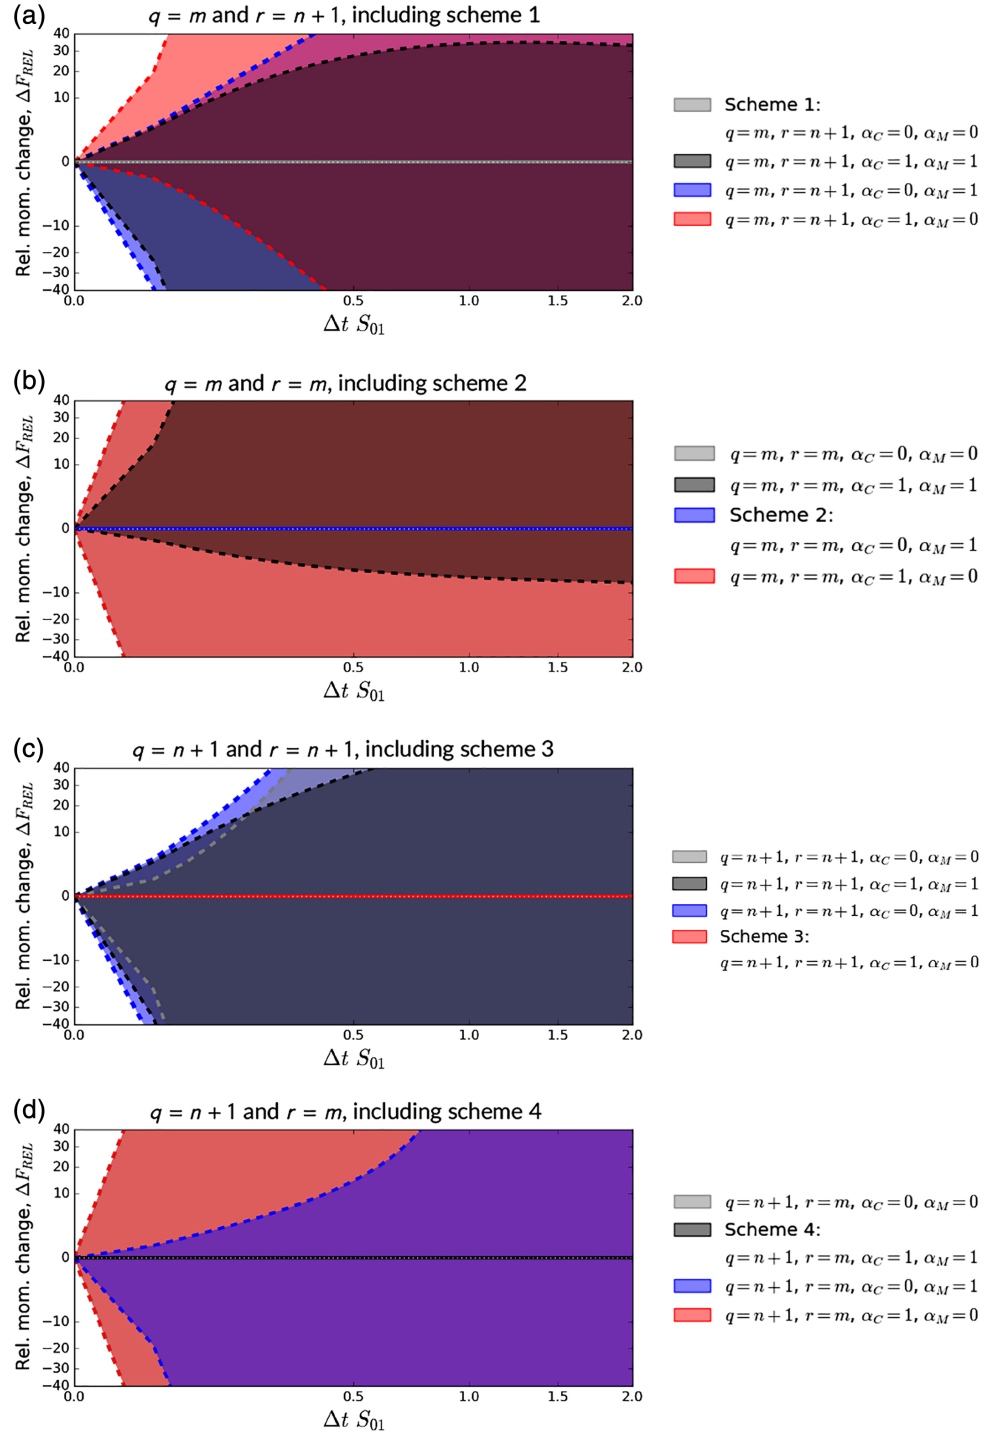 (a)
q = m and r = n + 1, including scheme 1
Rel. mom. change, ΔF_REL
40
30
20
10
0
−10
−20
−30
−40
0.0 0.5 1.0 1.5 2.0
Δt S₀₁
Scheme 1:
q = m, r = n + 1, α_C = 0, α_M = 0
q = m, r = n + 1, α_C = 1, α_M = 1
q = m, r = n + 1, α_C = 0, α_M = 1
q = m, r = n + 1, α_C = 1, α_M = 0
(b)
q = m and r = m, including scheme 2
Rel. mom. change, ΔF_REL
40
30
20
10
0
−10
−20
−30
−40
0.0 0.5 1.0 1.5 2.0
Δt S₀₁
q = m, r = m, α_C = 0, α_M = 0
q = m, r = m, α_C = 1, α_M = 1
Scheme 2:
q = m, r = m, α_C = 0, α_M = 1
q = m, r = m, α_C = 1, α_M = 0
(c)
q = n + 1 and r = n + 1, including scheme 3
Rel. mom. change, ΔF_REL
40
30
20
10
0
−10
−20
−30
−40
0.0 0.5 1.0 1.5 2.0
Δt S₀₁
q = n + 1, r = n + 1, α_C = 0, α_M = 0
q = n + 1, r = n + 1, α_C = 1, α_M = 1
q = n + 1, r = n + 1, α_C = 0, α_M = 1
Scheme 3:
q = n + 1, r = n + 1, α_C = 1, α_M = 0
(d)
q = n + 1 and r = m, including scheme 4
Rel. mom. change, ΔF_REL
40
30
20
10
0
−10
−20
−30
−40
0.0 0.5 1.0 1.5 2.0
Δt S₀₁
q = n + 1, r = m, α_C = 0, α_M = 0
Scheme 4:
q = n + 1, r = m, α_C = 1, α_M = 1
q = n + 1, r = m, α_C = 0, α_M = 1
q = n + 1, r = m, α_C = 1, α_M = 0